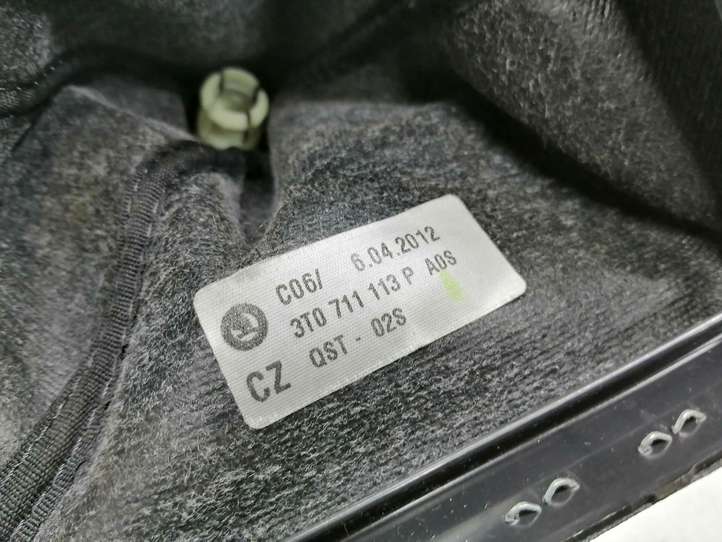 C06/ 6.04.2012
3T0 711 113 P A0S
CZ QST - 02S